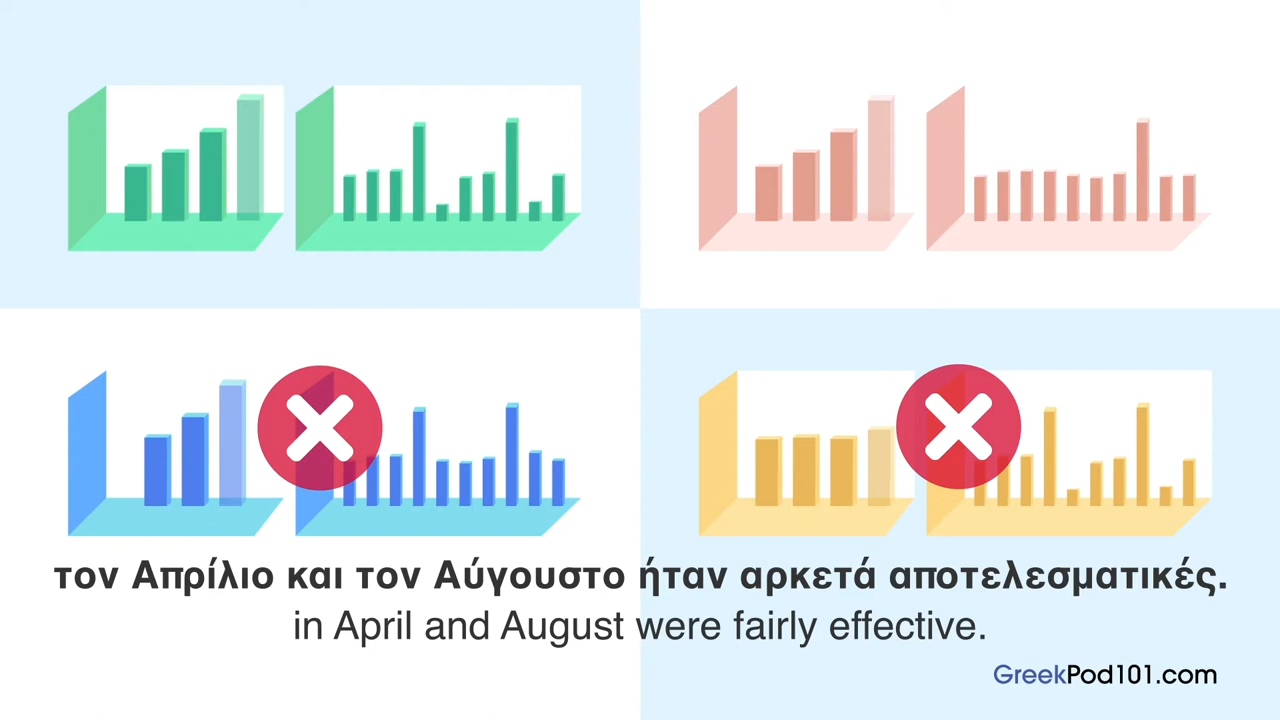 τον Απρίλιο και τον Αύγουστο ήταν αρκετά αποτελεσματικές.
in April and August were fairly effective.
GreekPod101.com